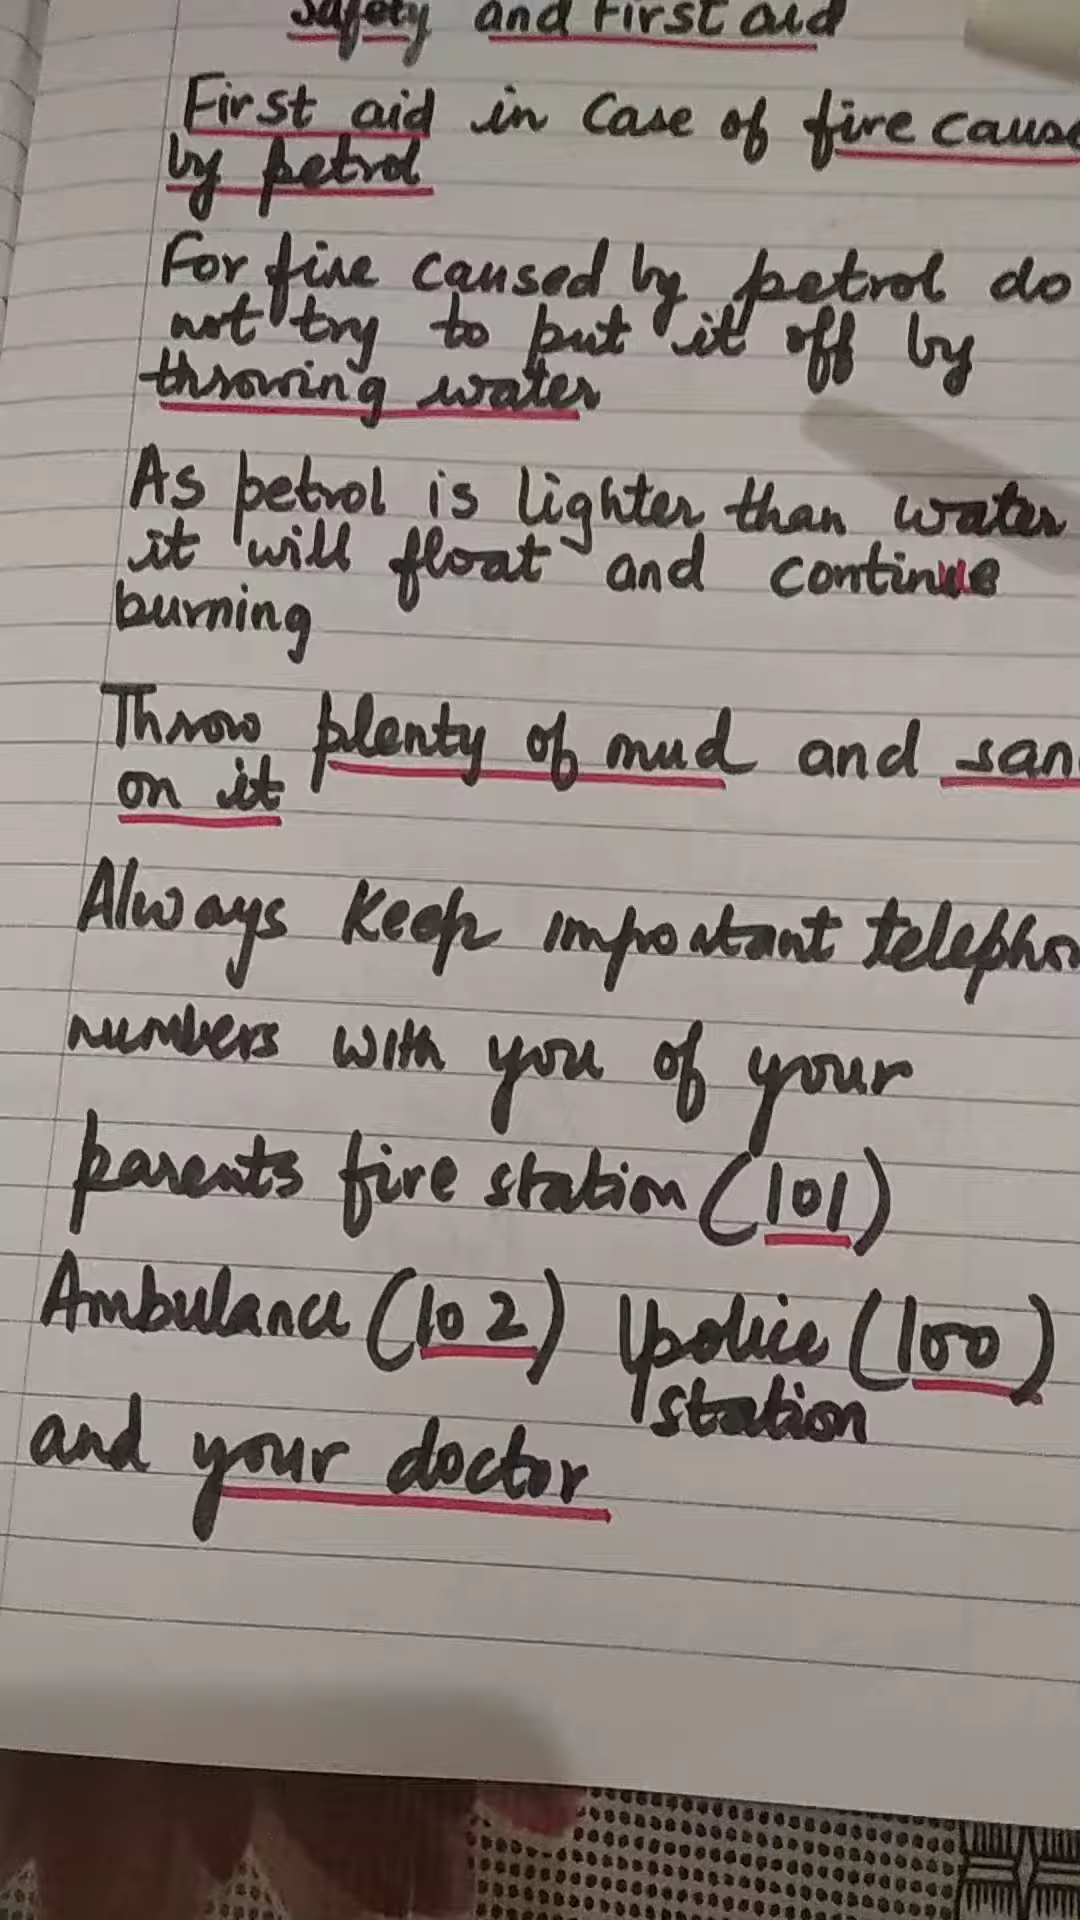 Safety and First aid
First aid in case of fire cause
by petrol
For fire caused by petrol do
not try to put it off by
throwing water
As petrol is lighter than water
it will float and continue
burning
Throw plenty of mud and san
on it
Always keep important telepho
numbers with you of your
parents fire station (101)
Ambulance (102) police (100)
station
and your doctor